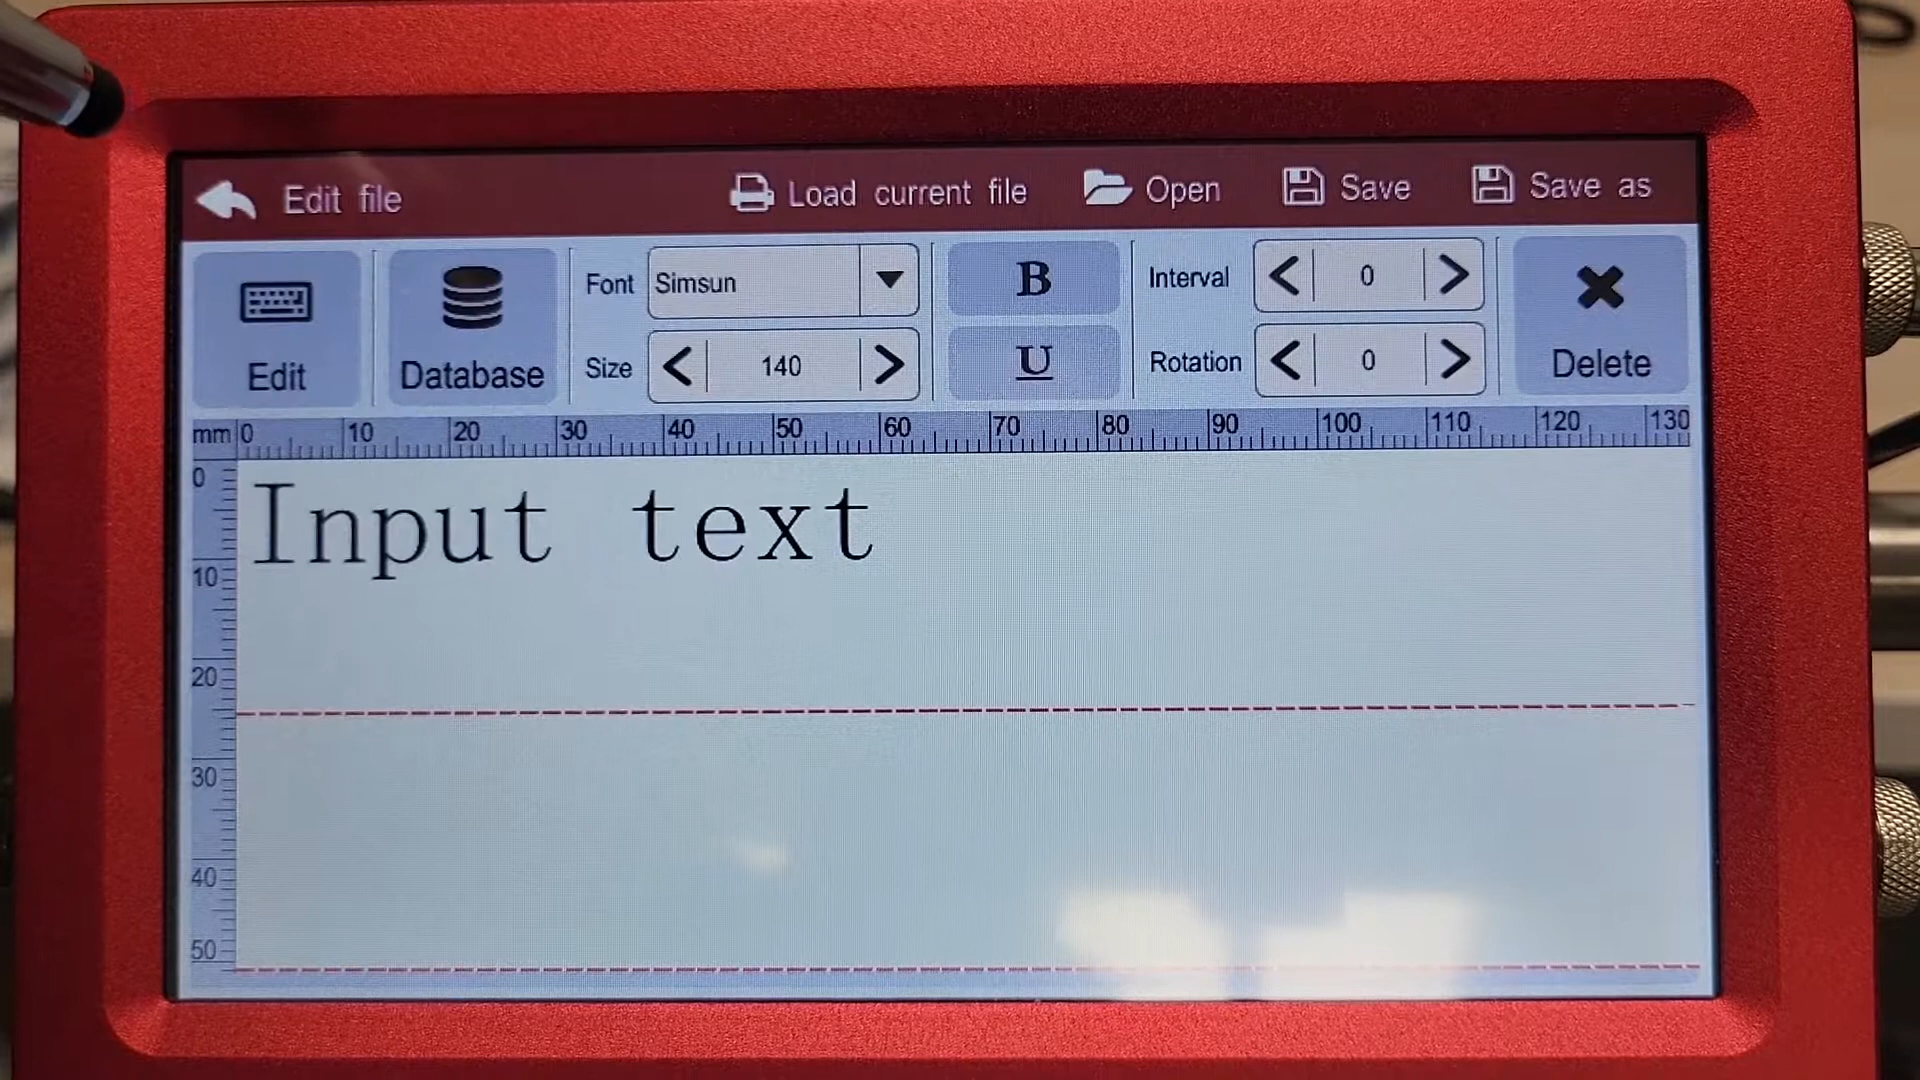 Edit file Load current file Open Save Save as
Edit Database Font Simsun B Interval 0 Delete
Size 140 U Rotation 0
mm 0 10 20 30 40 50 60 70 80 90 100 110 120 130
0
Input text
10
20
30
40
50